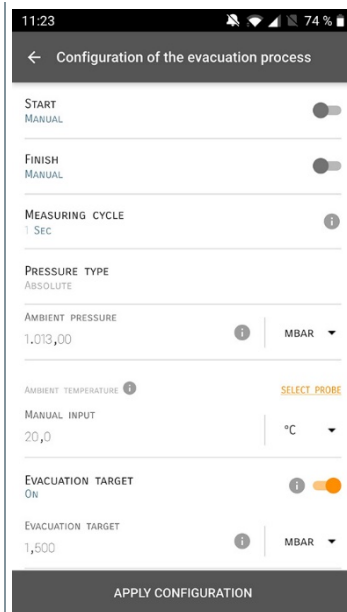 11:23
74 %
Configuration of the evacuation process
START
MANUAL
FINISH
MANUAL
MEASURING CYCLE
1 SEC
PRESSURE TYPE
ABSOLUTE
AMBIENT PRESSURE
1.013,00
MBAR
AMBIENT TEMPERATURE
SELECT PROBE
MANUAL INPUT
20,0
°C
EVACUATION TARGET
ON
EVACUATION TARGET
1,500
MBAR
APPLY CONFIGURATION